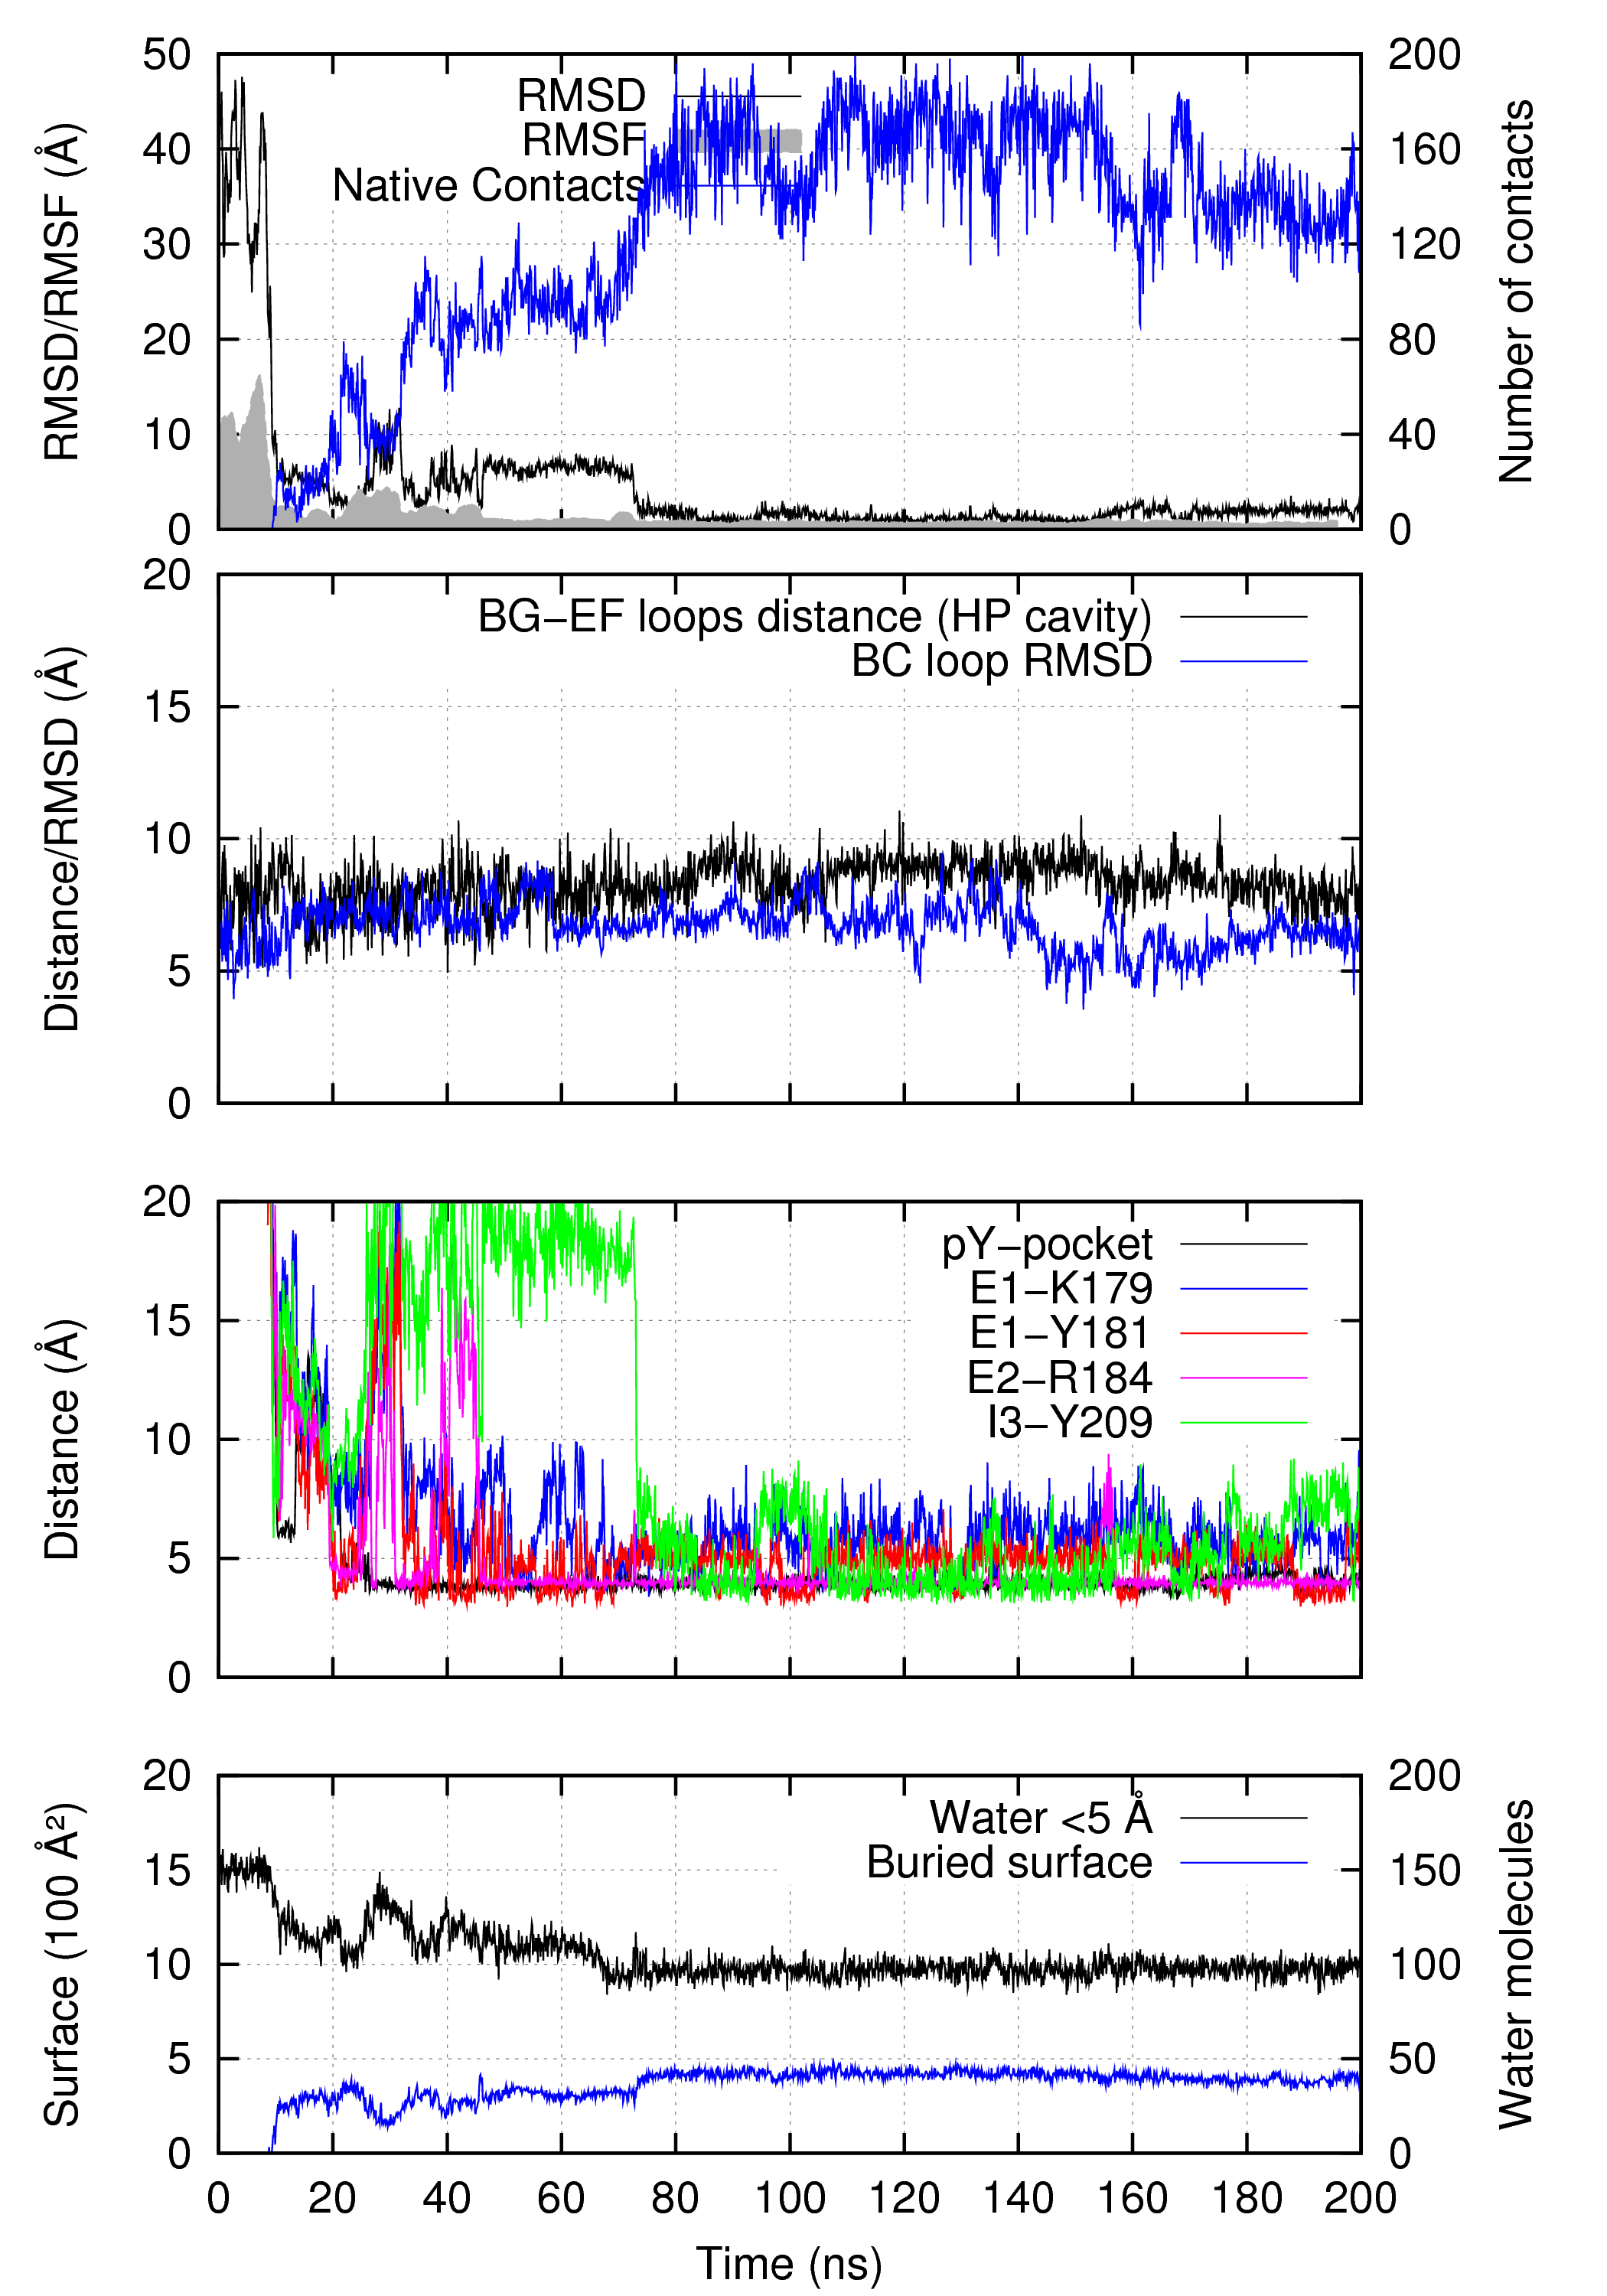 50
40
30
20
10
0
RMSD/RMSF (Å)
RMSD
RMSF
Native Contacts
200
160
120
80
40
0
Number of contacts
20
15
10
5
0
Distance/RMSD (Å)
BG−EF loops distance (HP cavity)
BC loop RMSD
20
15
10
5
0
Distance (Å)
pY−pocket
E1−K179
E1−Y181
E2−R184
I3−Y209
20
15
10
5
0
Surface (100 Å²)
Water <5 Å
Buried surface
200
150
100
50
0
Water molecules
0 20 40 60 80 100 120 140 160 180 200
Time (ns)